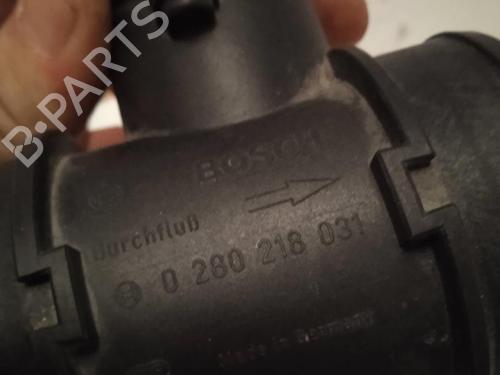 B-PARTS
BOSCH
Durchfluß
0 280 218 031
Made in Germany